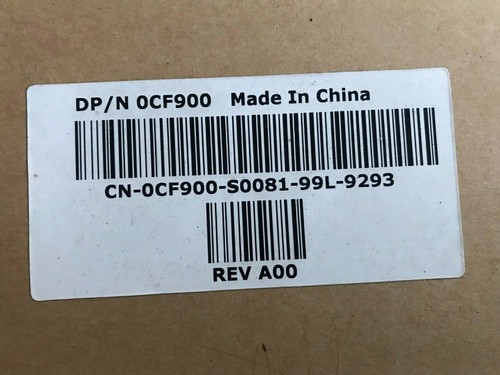 DP/N 0CF900 Made In China
CN-0CF900-S0081-99L-9293
REV A00